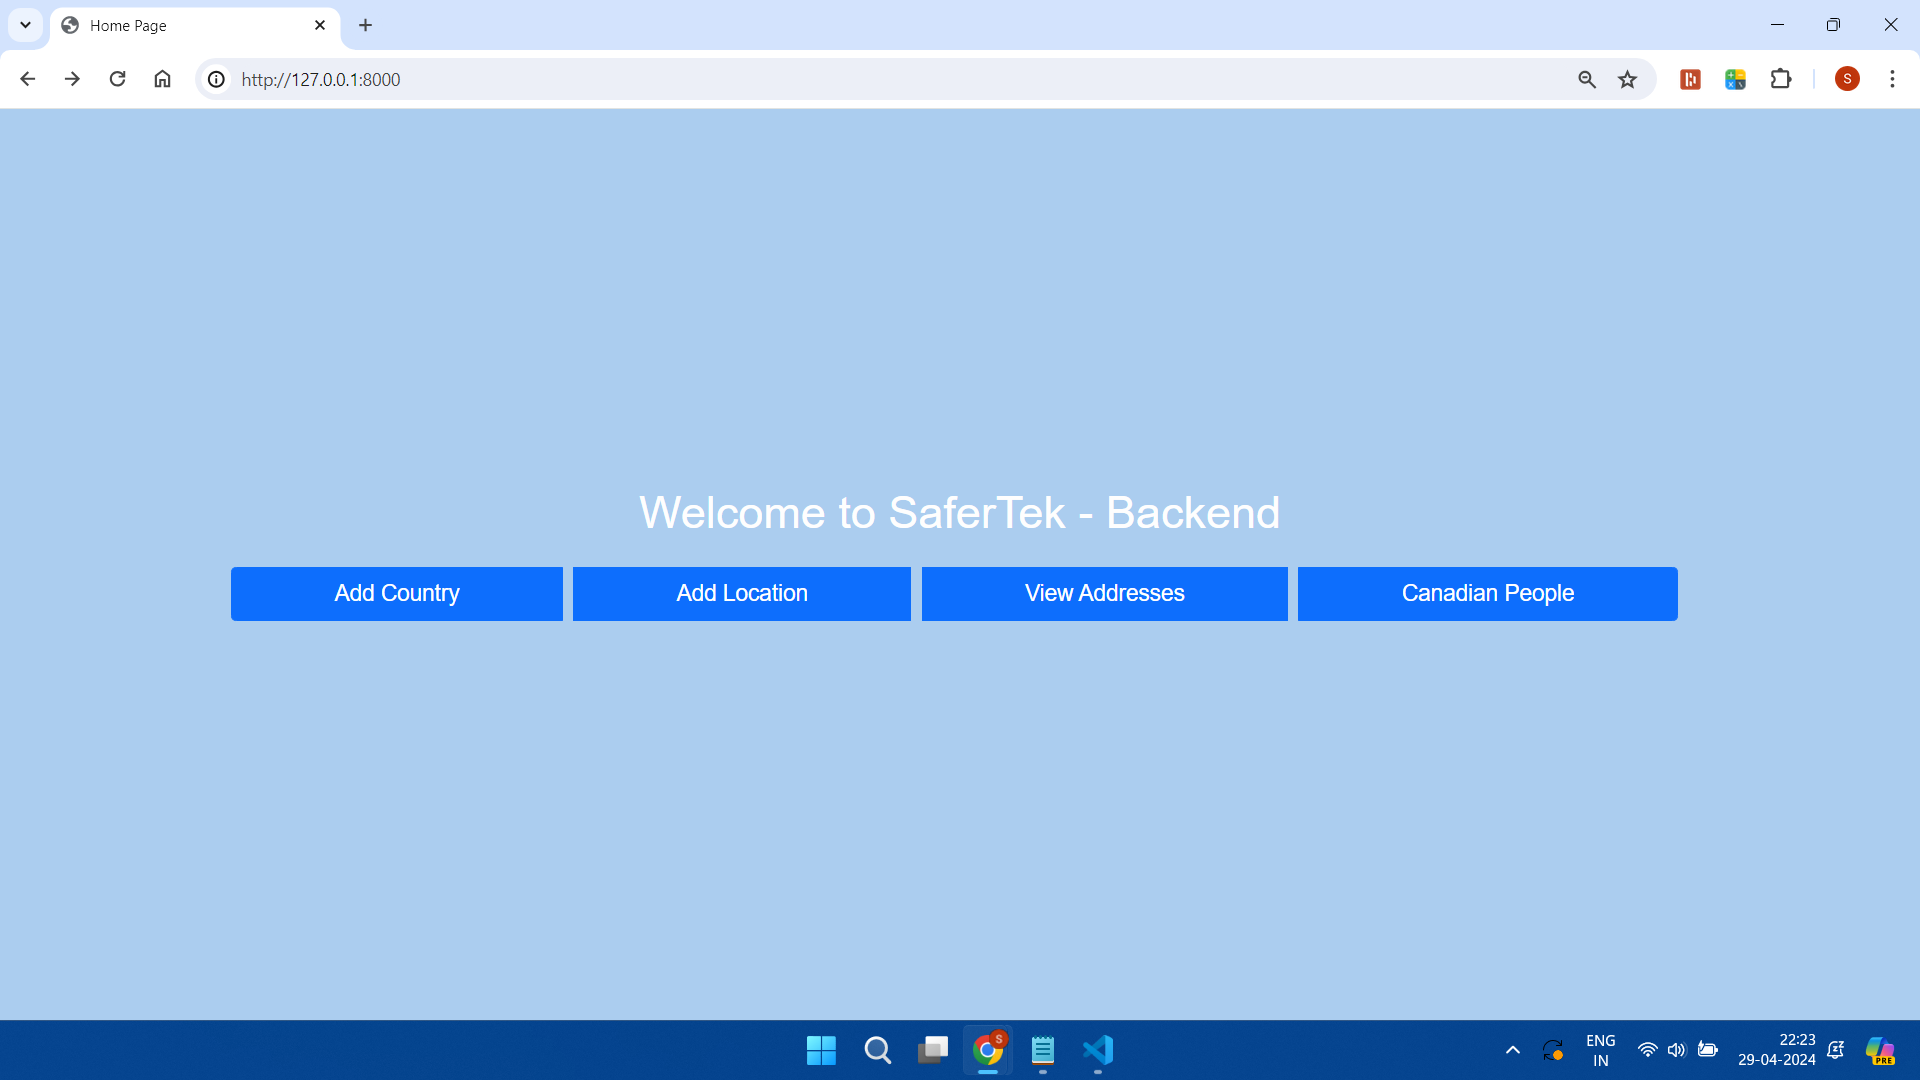 Home Page
http://127.0.0.1:8000
S
Welcome to SaferTek - Backend
Add Country
Add Location
View Addresses
Canadian People
S
ENG
IN
22:23
29-04-2024
PRE